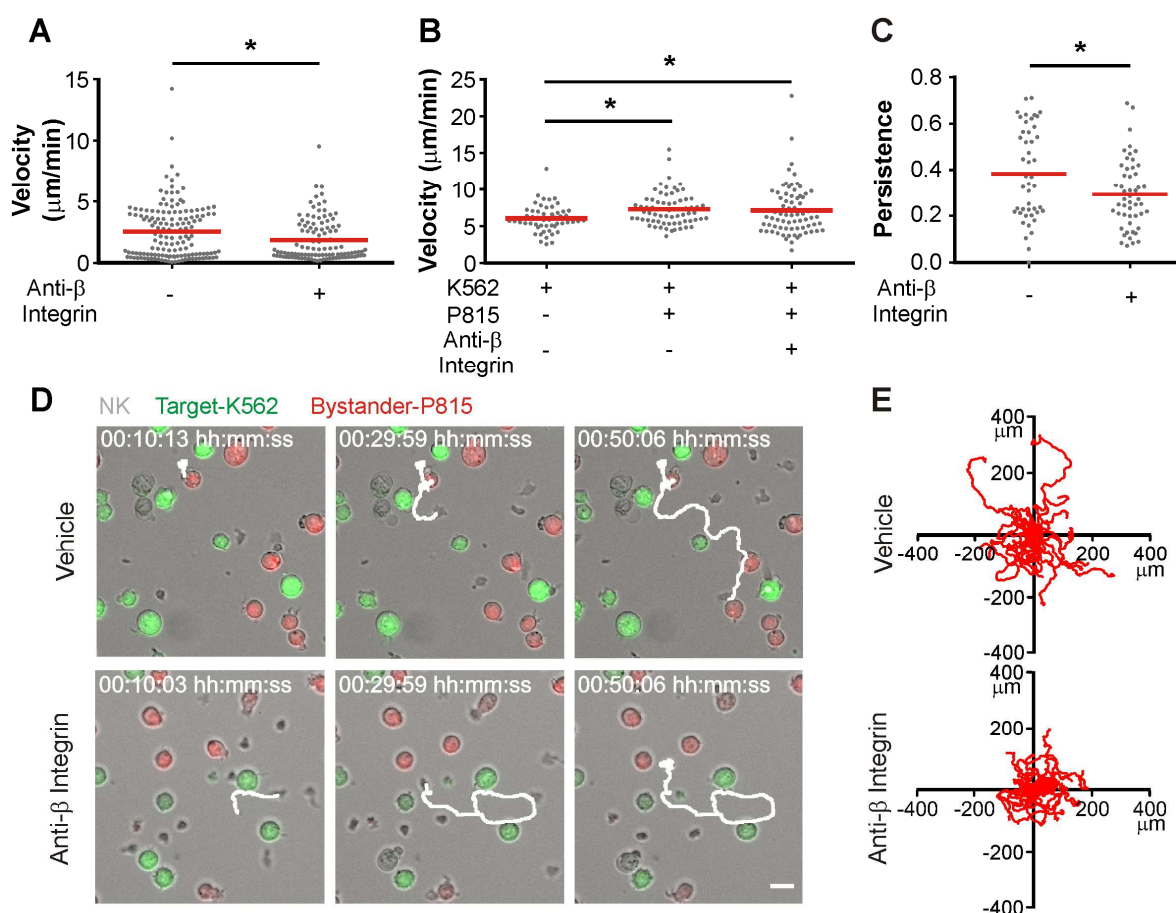 A
*
Velocity
(μm/min)
15
10
5
0
Anti-β
Integrin
- +
B
*
*
Velocity (μm/min)
25
20
15
10
5
0
K562 + + +
P815 - + +
Anti-β
Integrin
- - +
C
*
Persistence
0.8
0.6
0.4
0.2
0.0
Anti-β
Integrin
- +
D
NK Target-K562 Bystander-P815
Vehicle
00:10:13 hh:mm:ss
00:29:59 hh:mm:ss
00:50:06 hh:mm:ss
Anti-β Integrin
00:10:03 hh:mm:ss
00:29:59 hh:mm:ss
00:50:06 hh:mm:ss
E
Vehicle
400
μm
200
-400 -200 200 400
μm
-200
-400
Anti-β Integrin
400
μm
200
-400 -200 200 400
μm
-200
-400